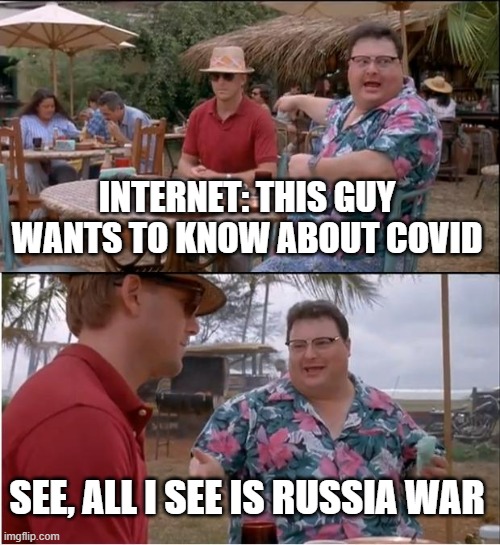 INTERNET: THIS GUY
WANTS TO KNOW ABOUT COVID
SEE, ALL I SEE IS RUSSIA WAR
imgflip.com